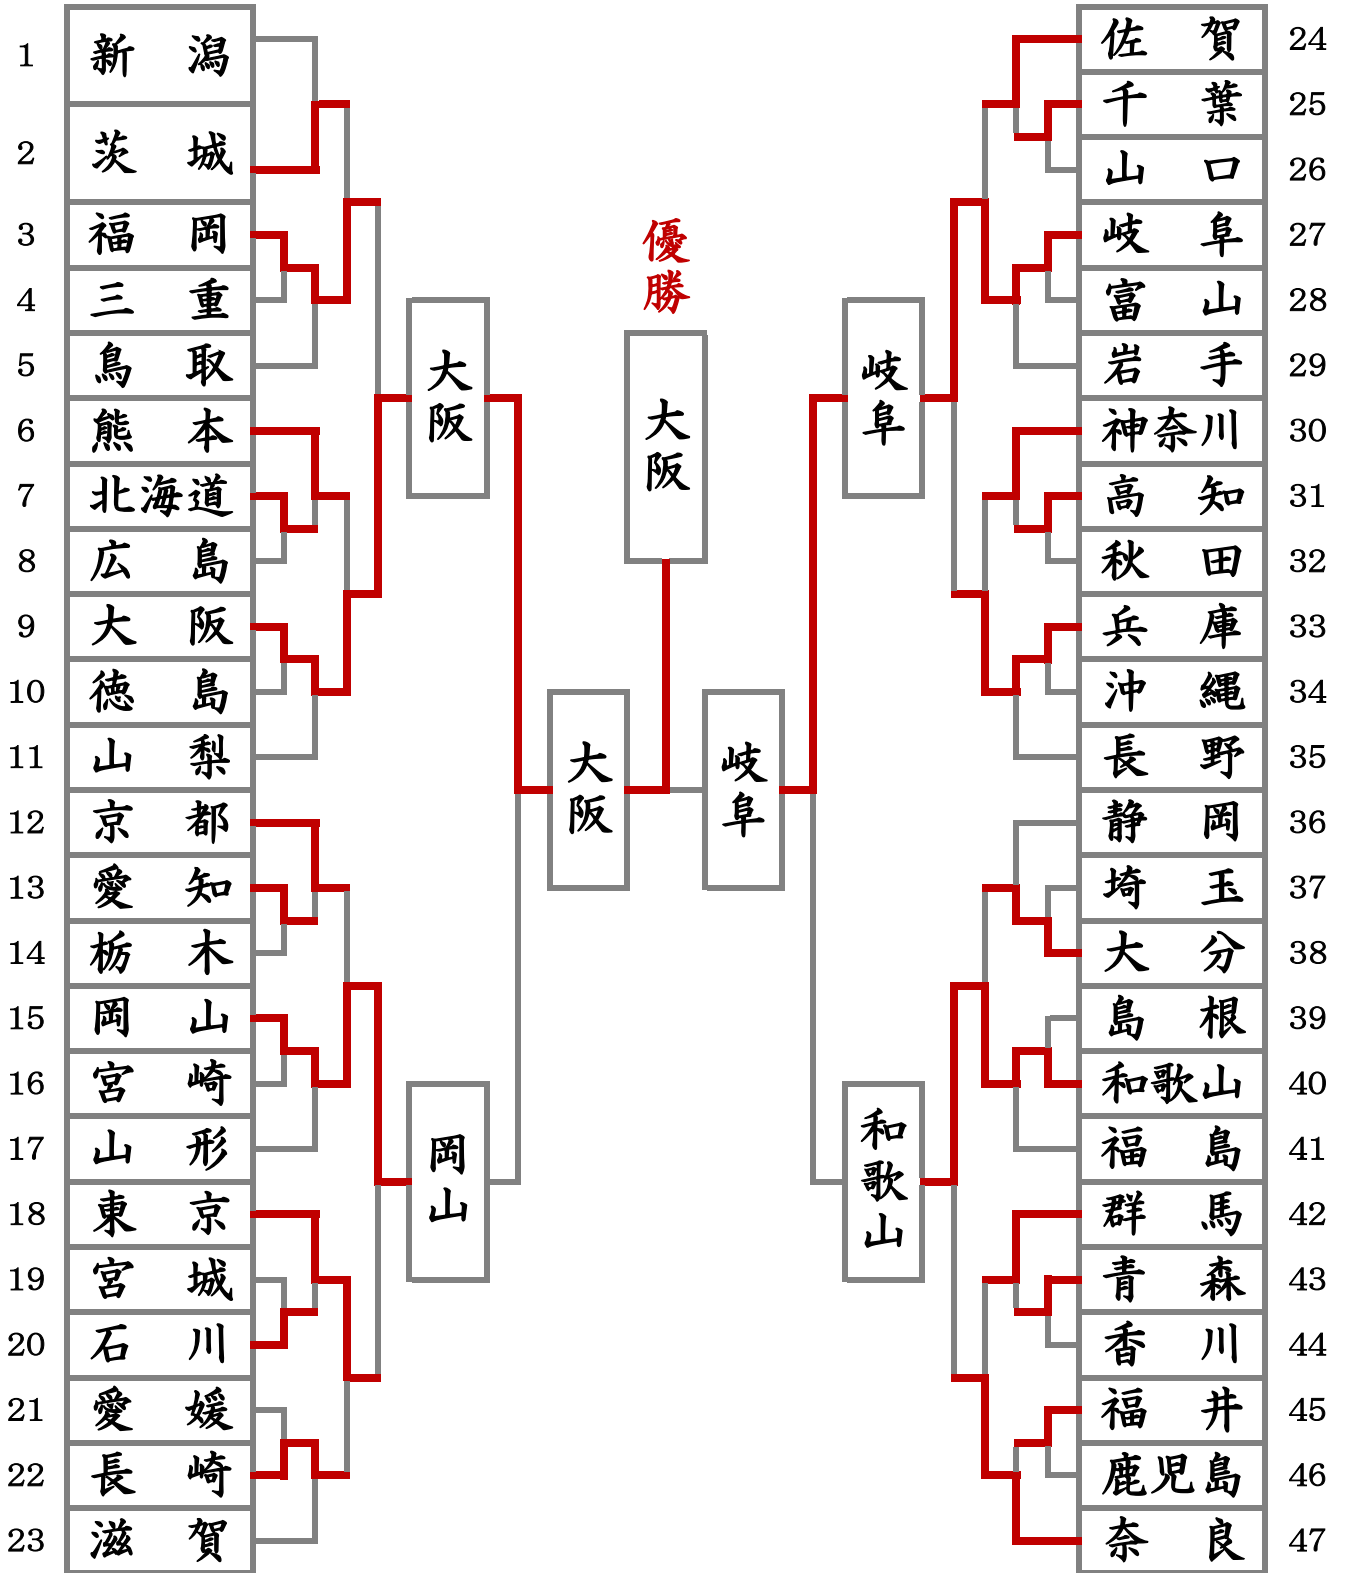 1 新潟
2 茨城
3 福岡
4 三重
5 鳥取
6 熊本
7 北海道
8 広島
9 大阪
10 徳島
11 山梨
12 京都
13 愛知
14 栃木
15 岡山
16 宮崎
17 山形
18 東京
19 宮城
20 石川
21 愛媛
22 長崎
23 滋賀
大阪
岡山
大阪
優勝
大阪
岐阜
岐阜
和歌山
佐賀 24
千葉 25
山口 26
岐阜 27
富山 28
岩手 29
神奈川 30
高知 31
秋田 32
兵庫 33
沖縄 34
長野 35
静岡 36
埼玉 37
大分 38
島根 39
和歌山 40
福島 41
群馬 42
青森 43
香川 44
福井 45
鹿児島 46
奈良 47